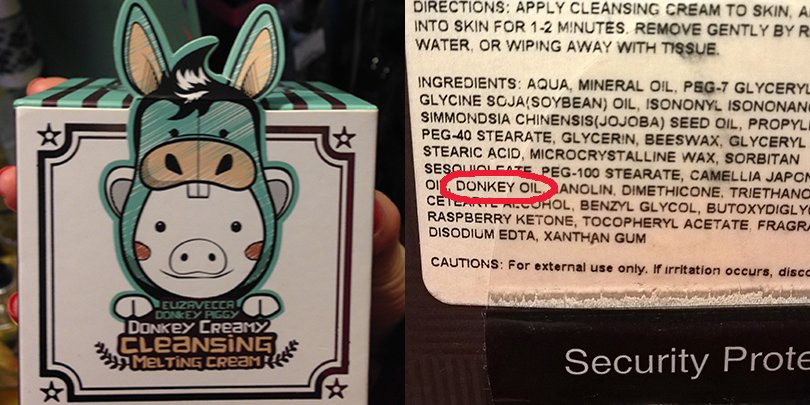 ELIZAVECCA
DONKEY PIGGY
DONKEY CREAMY
CLEANSING
MELTING CREAM
DIRECTIONS: APPLY CLEANSING CREAM TO SKIN,
INTO SKIN FOR 1-2 MINUTES. REMOVE GENTLY BY
WATER, OR WIPING AWAY WITH TISSUE.
INGREDIENTS: AQUA, MINERAL OIL, PEG-7 GLYCERYL
GLYCINE SOJA(SOYBEAN) OIL, ISONONYL ISONONAN
SIMMONDSIA CHINENSIS(JOJOBA) SEED OIL, PROPYL
PEG-40 STEARATE, GLYCERIN, BEESWAX, GLYCERYL
STEARIC ACID, MICROCRYSTALLINE WAX, SORBITAN
SESQUIOLEATE, PEG-100 STEARATE, CAMELLIA JAPON
OIL, DONKEY OIL, LANOLIN, DIMETHICONE, TRIETHANO
CETEARYL ALCOHOL, BENZYL GLYCOL, BUTOXYDIGLY
RASPBERRY KETONE, TOCOPHERYL ACETATE, FRAGRA
DISODIUM EDTA, XANTHAN GUM
CAUTIONS: For external use only. If irritation occurs, disco
Security Prote